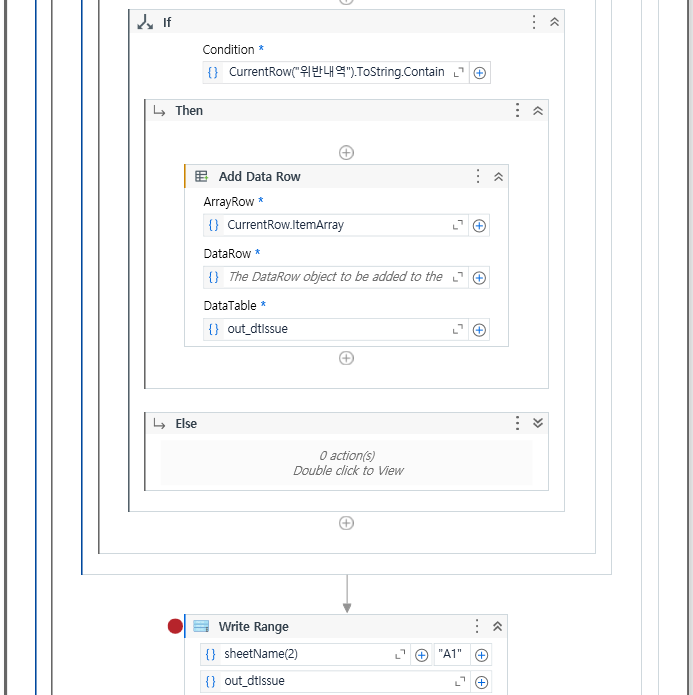 If
Condition *
CurrentRow("위반내역").ToString.Contain
Then
Add Data Row
ArrayRow *
CurrentRow.ItemArray
DataRow *
The DataRow object to be added to the
DataTable *
out_dtIssue
Else
0 action(s)
Double click to View
Write Range
sheetName(2) "A1"
out_dtIssue